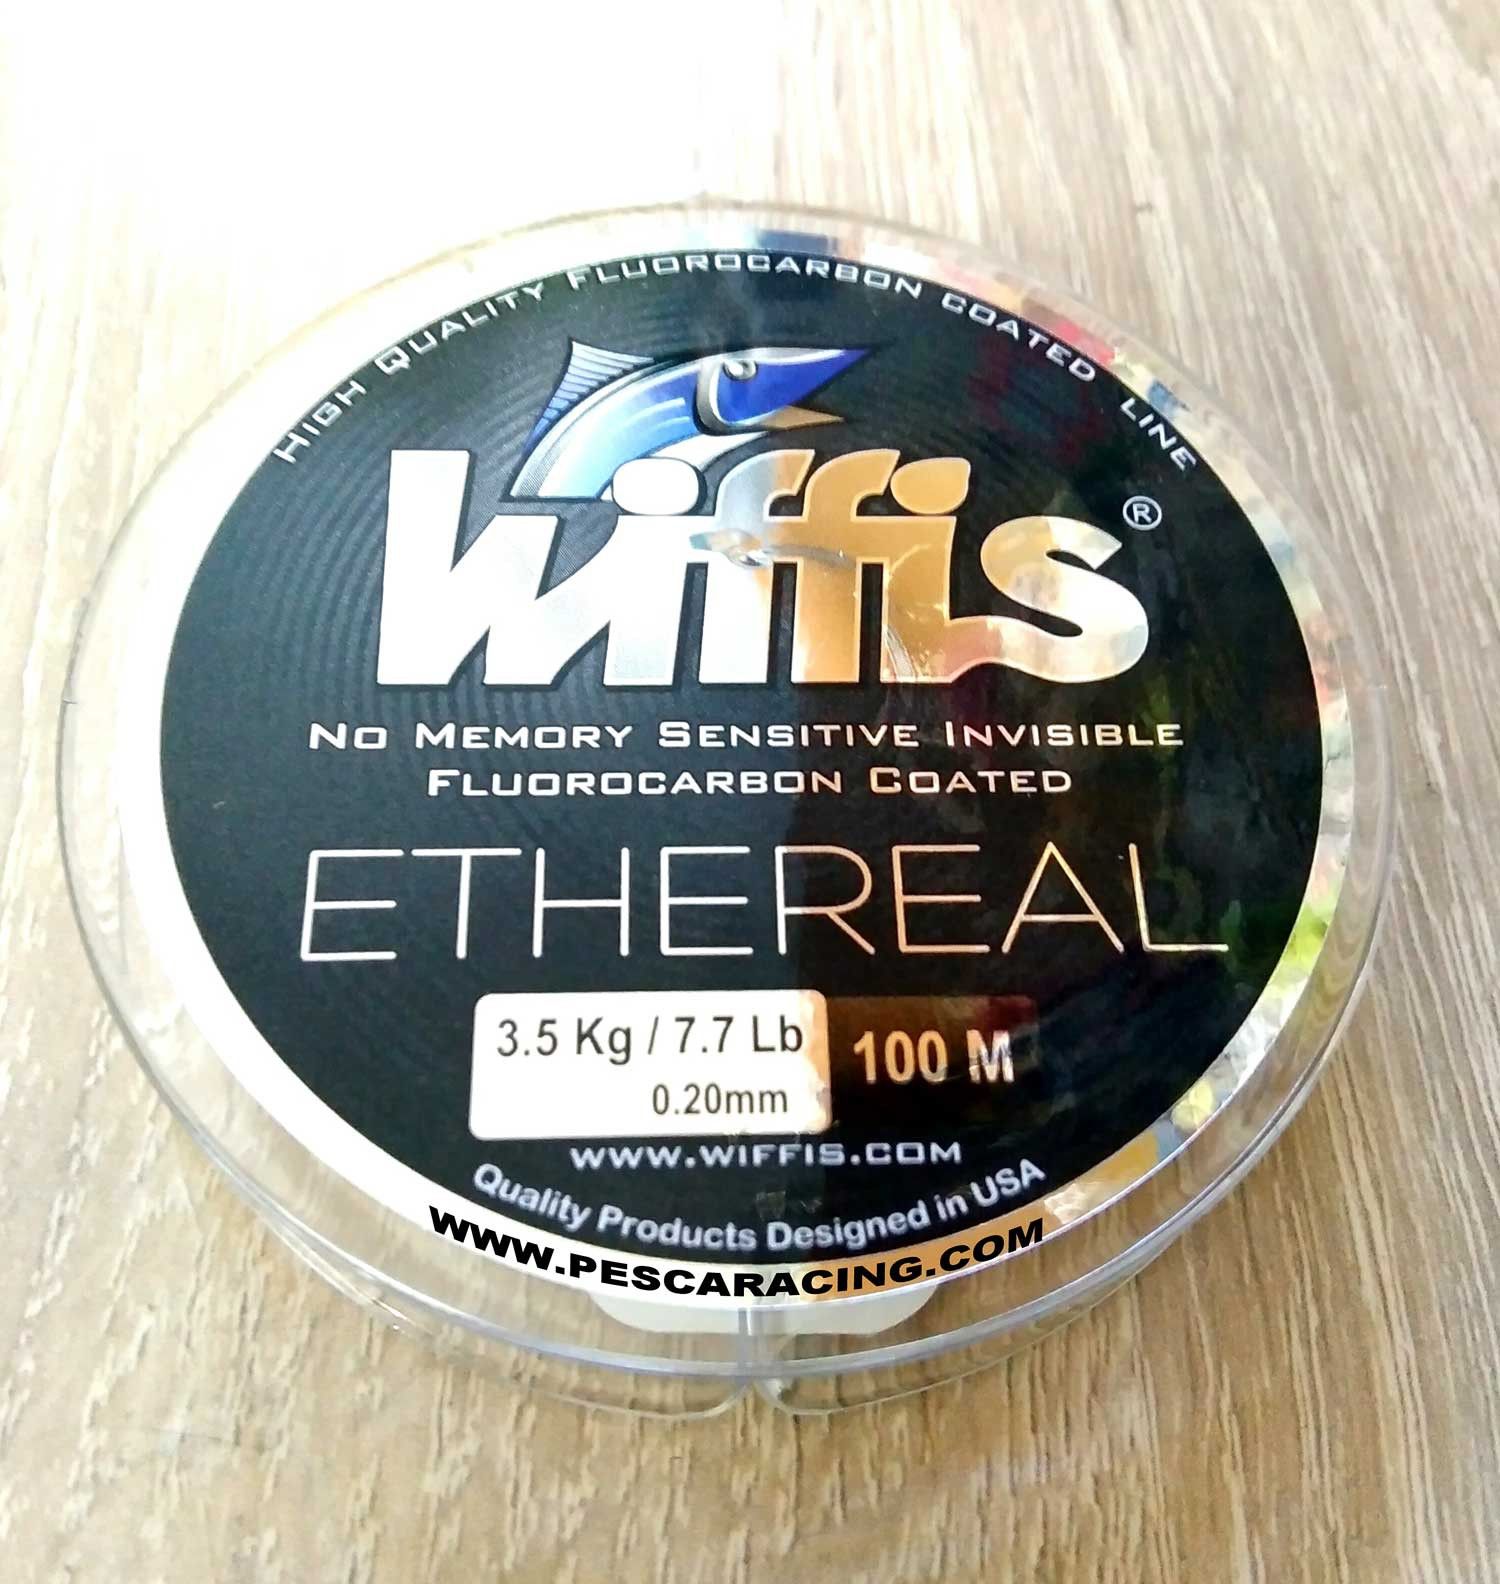 High Quality Fluorocarbon coated line
Wiffis®
No Memory Sensitive Invisible
Fluorocarbon Coated
ETHEREAL
3.5 Kg / 7.7 Lb
0.20mm
100 M
www.wiffis.com
Quality Products Designed in USA
WWW.PESCARACING.COM